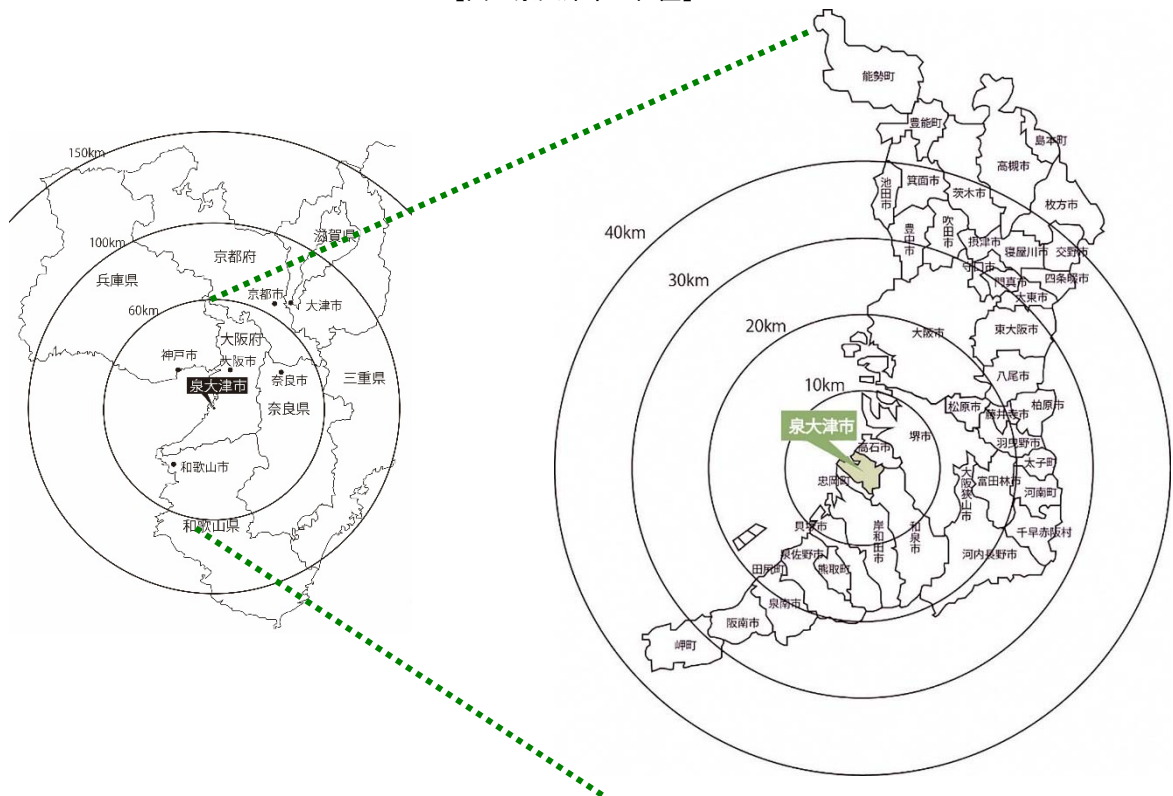 150km
100km
滋賀県
京都府
兵庫県
京都市
大津市
60km
大阪府
神戸市
大阪市
奈良市
三重県
泉大津市
奈良県
和歌山市
和歌山県
能勢町
豊能町
島本町
高槻市
池田市
箕面市
茨木市
枚方市
40km
豊中市
吹田市
摂津市
寝屋川市
交野市
守口市
30km
門真市
四条畷市
大東市
20km
大阪市
東大阪市
八尾市
10km
松原市
藤井寺市
柏原市
泉大津市
堺市
羽曳野市
高石市
太子町
忠岡町
大阪狭山市
富田林市
河南町
貝塚市
岸和田市
和泉市
千早赤阪村
泉佐野市
河内長野市
田尻町
熊取町
泉南市
阪南市
岬町